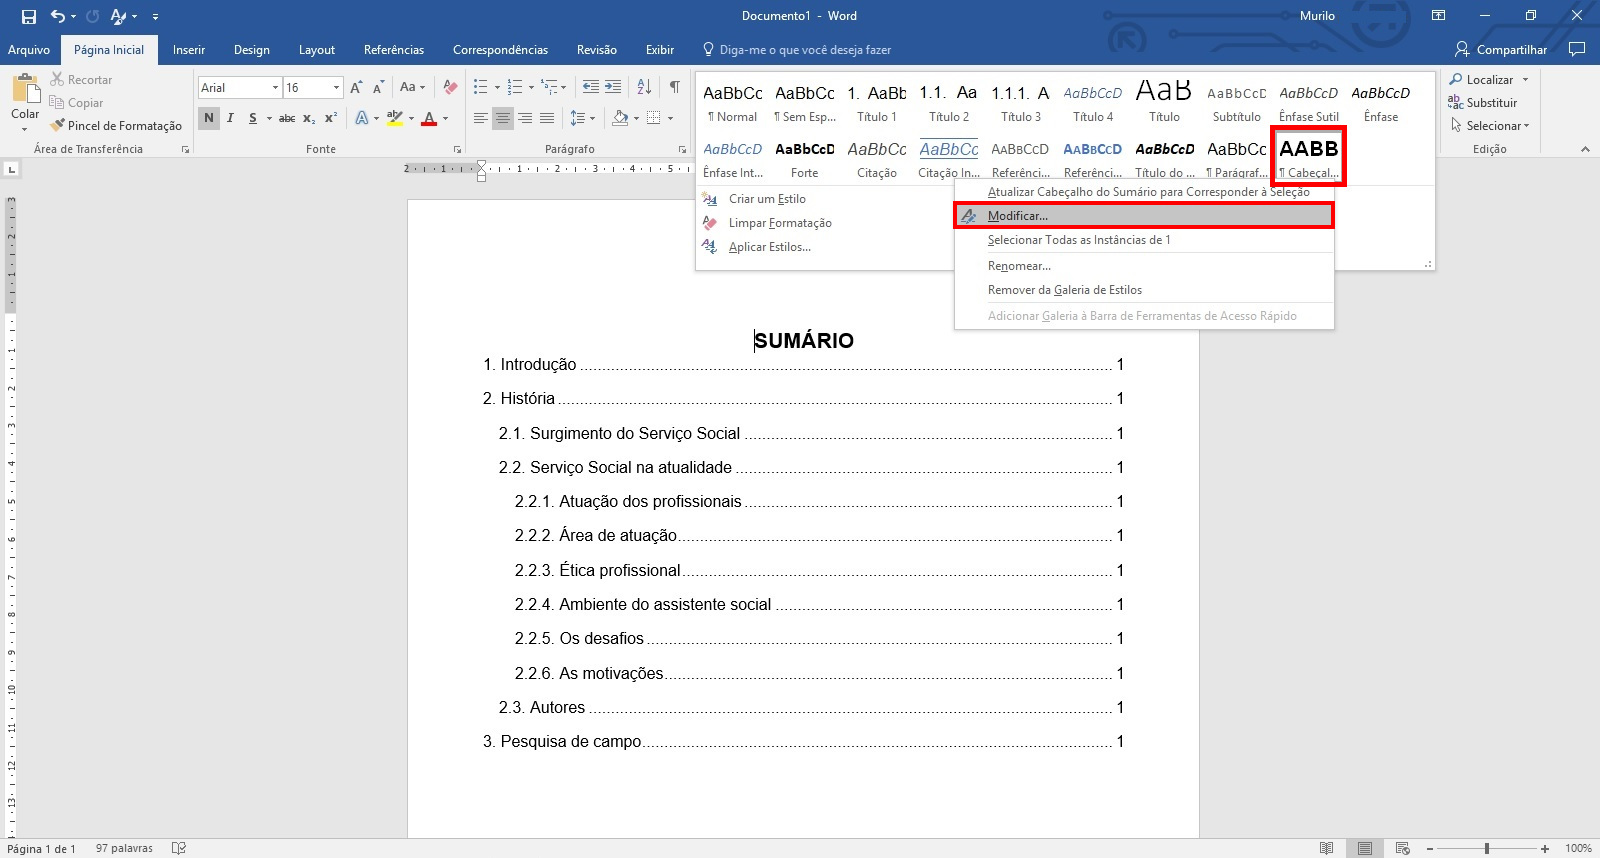 Documento1 - Word
Murilo
Arquivo
Página Inicial
Inserir
Design
Layout
Referências
Correspondências
Revisão
Exibir
Diga-me o que você deseja fazer
Compartilhar
Colar
Recortar
Copiar
Pincel de Formatação
Área de Transferência
Arial
16
Aa
N I S abc x₂ x²
Fonte
Parágrafo
AaBbCc AaBbCc 1. AaBb 1.1. Aa 1.1.1. A AaBbCcD AaB AaBbCcD AaBbCcD AaBbCcD
¶ Normal ¶ Sem Esp... Título 1 Título 2 Título 3 Título 4 Título Subtítulo Ênfase Sutil Ênfase
AaBbCcD AaBbCcD AaBbCc AaBbCc AaBbCcD AaBbCcD AaBbCcD AaBbCc AABB
Ênfase Int... Forte Citação Citação In... Referênci... Referênci... Título do ... ¶ Parágraf... ¶ Cabeçal...
Criar um Estilo
Limpar Formatação
Aplicar Estilos...
Atualizar Cabeçalho do Sumário para Corresponder à Seleção
Modificar...
Selecionar Todas as Instâncias de 1
Renomear...
Remover da Galeria de Estilos
Adicionar Galeria à Barra de Ferramentas de Acesso Rápido
Localizar
Substituir
Selecionar
Edição
SUMÁRIO
1. Introdução ........ 1
2. História ........ 1
2.1. Surgimento do Serviço Social ........ 1
2.2. Serviço Social na atualidade ........ 1
2.2.1. Atuação dos profissionais ........ 1
2.2.2. Área de atuação ........ 1
2.2.3. Ética profissional ........ 1
2.2.4. Ambiente do assistente social ........ 1
2.2.5. Os desafios ........ 1
2.2.6. As motivações ........ 1
2.3. Autores ........ 1
3. Pesquisa de campo ........ 1
Página 1 de 1
97 palavras
100%